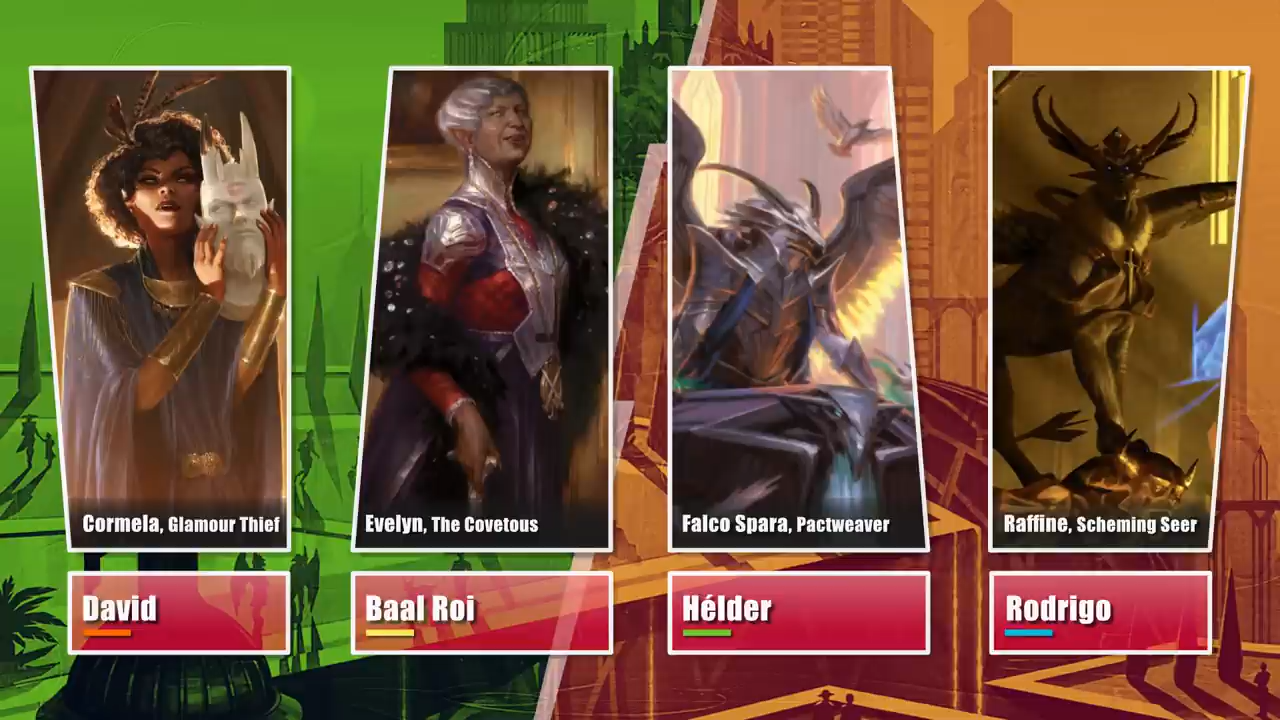 Cormela, Glamour Thief
Evelyn, The Covetous
Falco Spara, Pactweaver
Raffine, Scheming Seer
David
Baal Roi
Hélder
Rodrigo